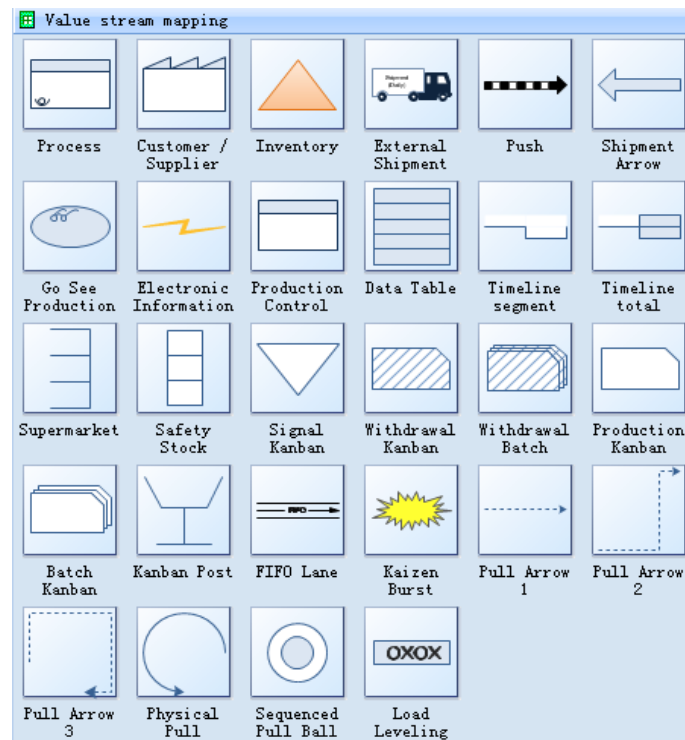 Value stream mapping
Shipment
(Daily)
Process Customer / Supplier Inventory External Shipment Push Shipment Arrow
Go See Production Electronic Information Production Control Data Table Timeline segment Timeline total
Supermarket Safety Stock Signal Kanban Withdrawal Kanban Withdrawal Batch Production Kanban
FIFO
Batch Kanban Kanban Post FIFO Lane Kaizen Burst Pull Arrow 1 Pull Arrow 2
OXOX
Pull Arrow 3 Physical Pull Sequenced Pull Ball Load Leveling